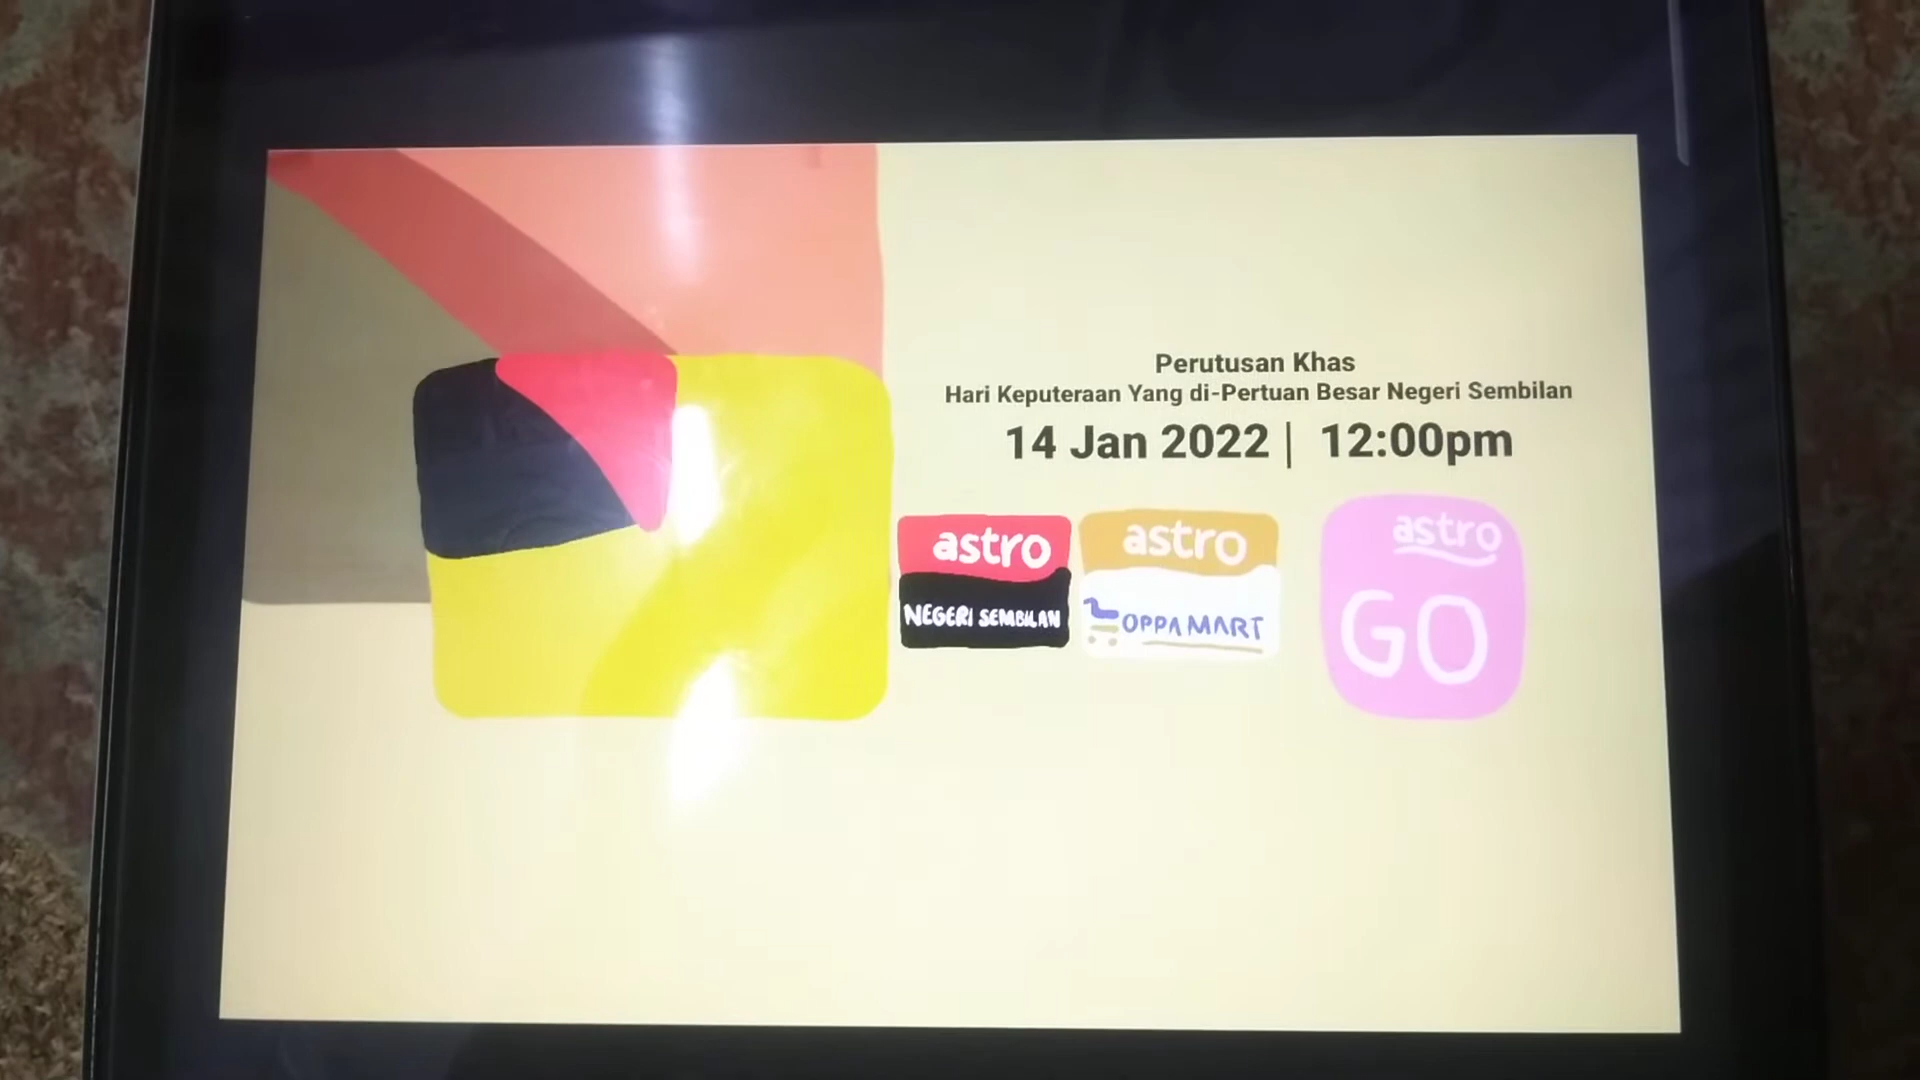 Perutusan Khas
Hari Keputeraan Yang di-Pertuan Besar Negeri Sembilan
14 Jan 2022 | 12:00pm
astro
NEGERI SEMBILAN
astro
OPPA MART
astro
GO